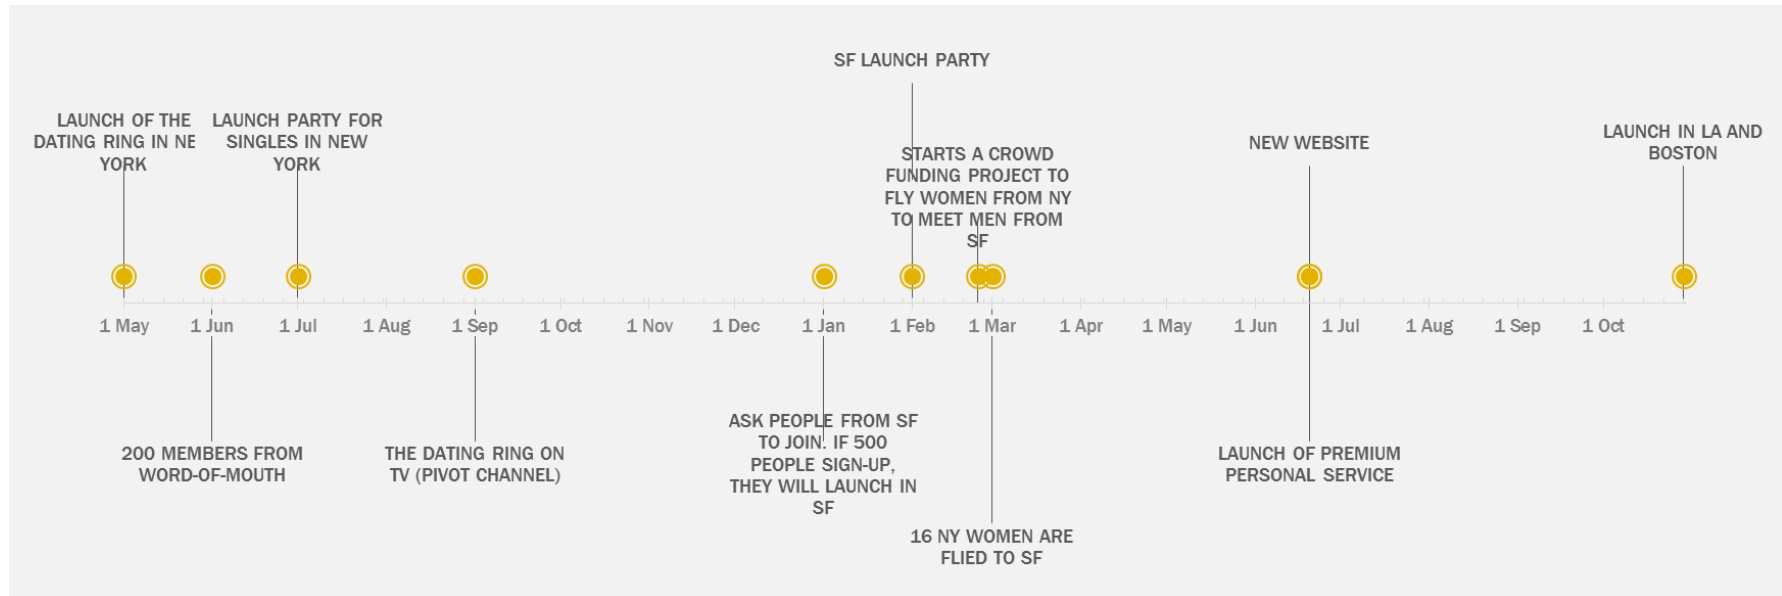 SF LAUNCH PARTY
LAUNCH OF THE
DATING RING IN NE
YORK
LAUNCH PARTY FOR
SINGLES IN NEW
YORK
STARTS A CROWD
FUNDING PROJECT TO
FLY WOMEN FROM NY
TO MEET MEN FROM
SF
NEW WEBSITE
LAUNCH IN LA AND
BOSTON
1 May
1 Jun
1 Jul
1 Aug
1 Sep
1 Oct
1 Nov
1 Dec
1 Jan
1 Feb
1 Mar
1 Apr
1 May
1 Jun
1 Jul
1 Aug
1 Sep
1 Oct
200 MEMBERS FROM
WORD-OF-MOUTH
THE DATING RING ON
TV (PIVOT CHANNEL)
ASK PEOPLE FROM SF
TO JOIN. IF 500
PEOPLE SIGN-UP,
THEY WILL LAUNCH IN
SF
16 NY WOMEN ARE
FLIED TO SF
LAUNCH OF PREMIUM
PERSONAL SERVICE